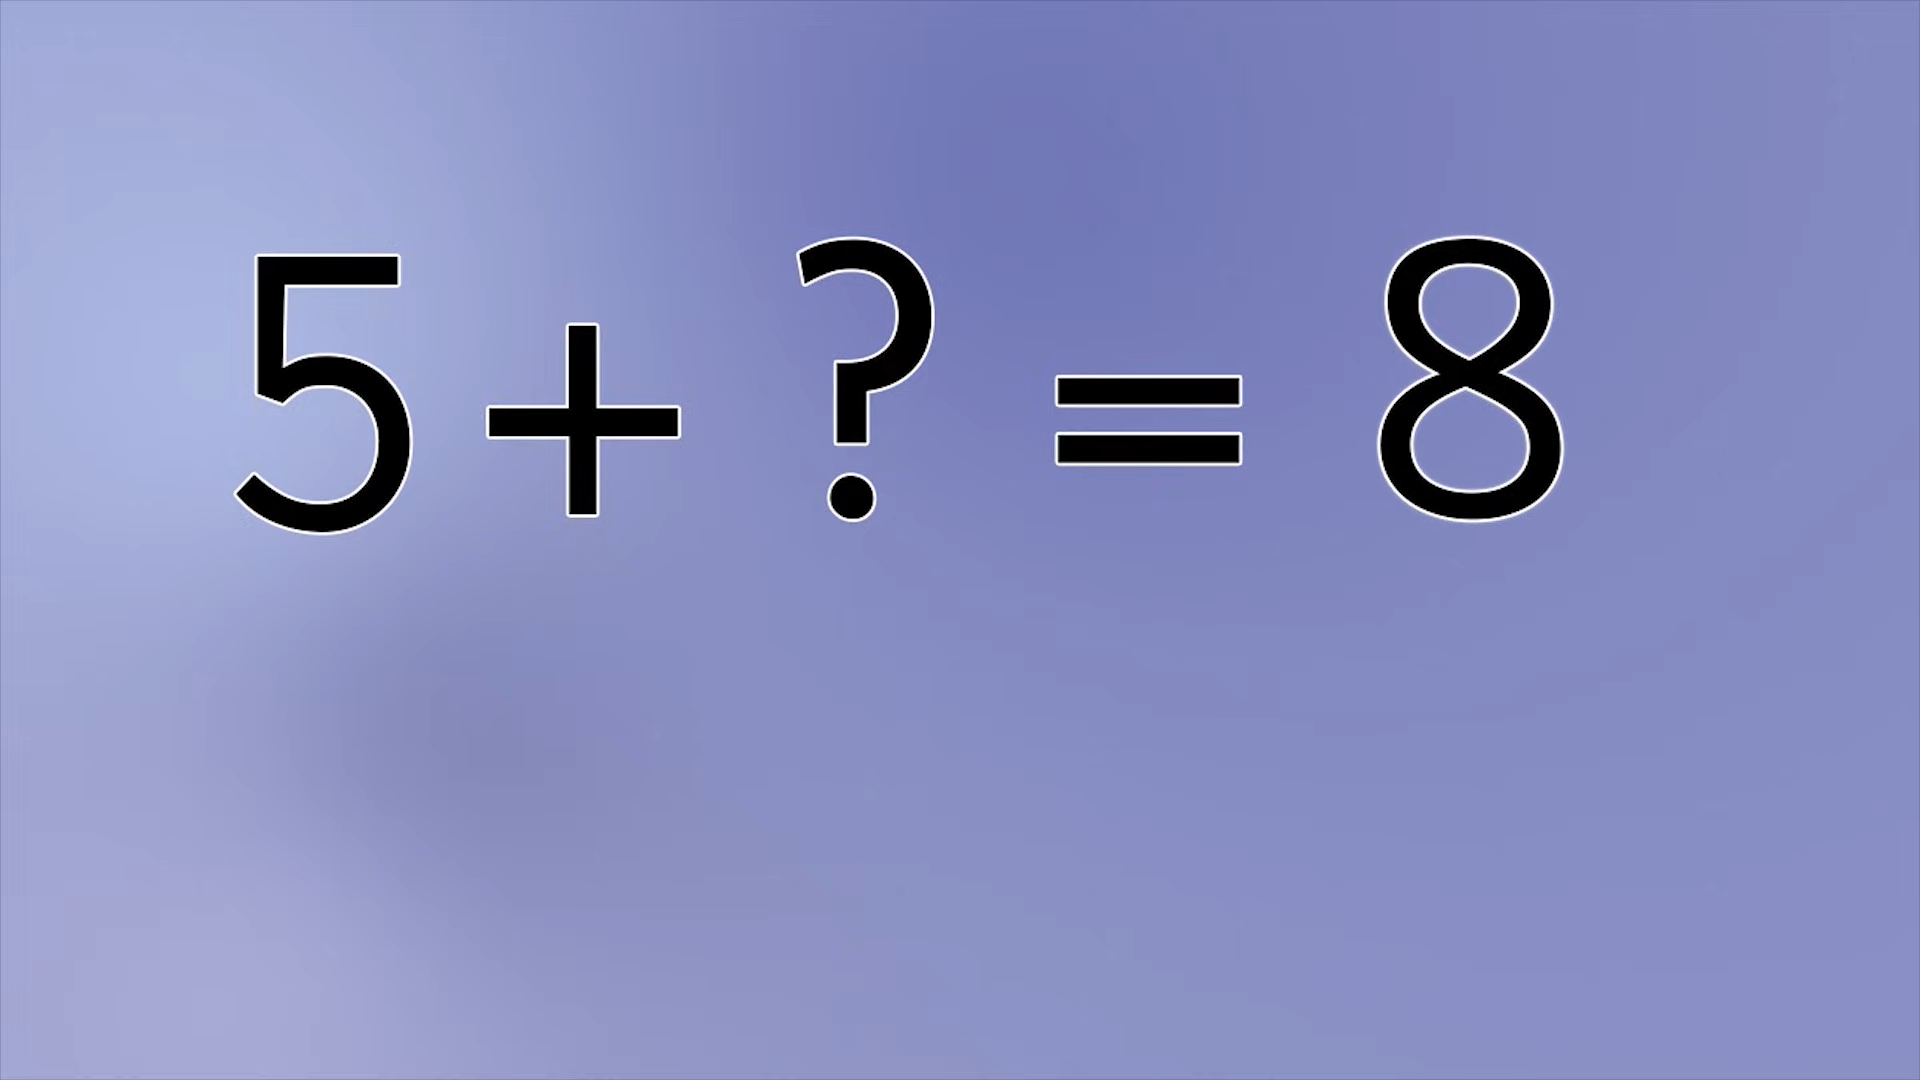 5 + ? = 8